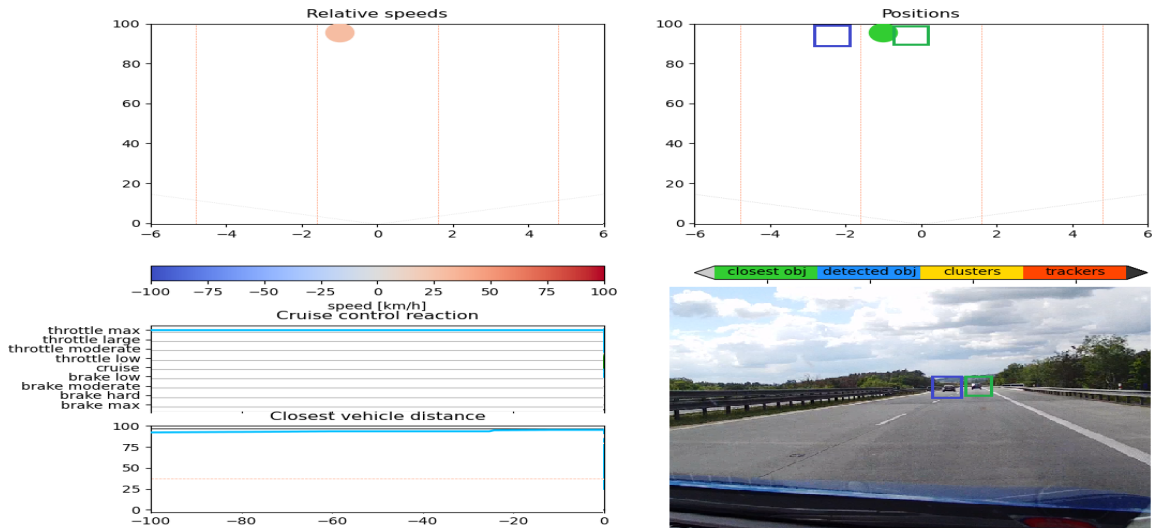 Relative speeds
100
80
60
40
20
0
−6 −4 −2 0 2 4 6
Positions
100
80
60
40
20
0
−6 −4 −2 0 2 4 6
−100 −75 −50 −25 0 25 50 75 100
speed [km/h]
closest obj detected obj clusters trackers
Cruise control reaction
throttle max
throttle large
throttle moderate
throttle low
cruise
brake low
brake moderate
brake hard
brake max
Closest vehicle distance
100
75
50
25
0
−100 −80 −60 −40 −20 0